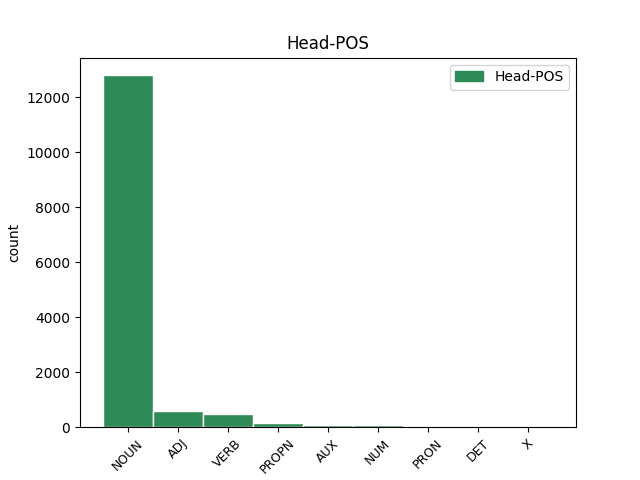 Head-POS
Head-POS
12000
10000
8000
6000
4000
2000
0
count
NOUN
ADJ
VERB
PROPN
AUX
NUM
PRON
DET
X